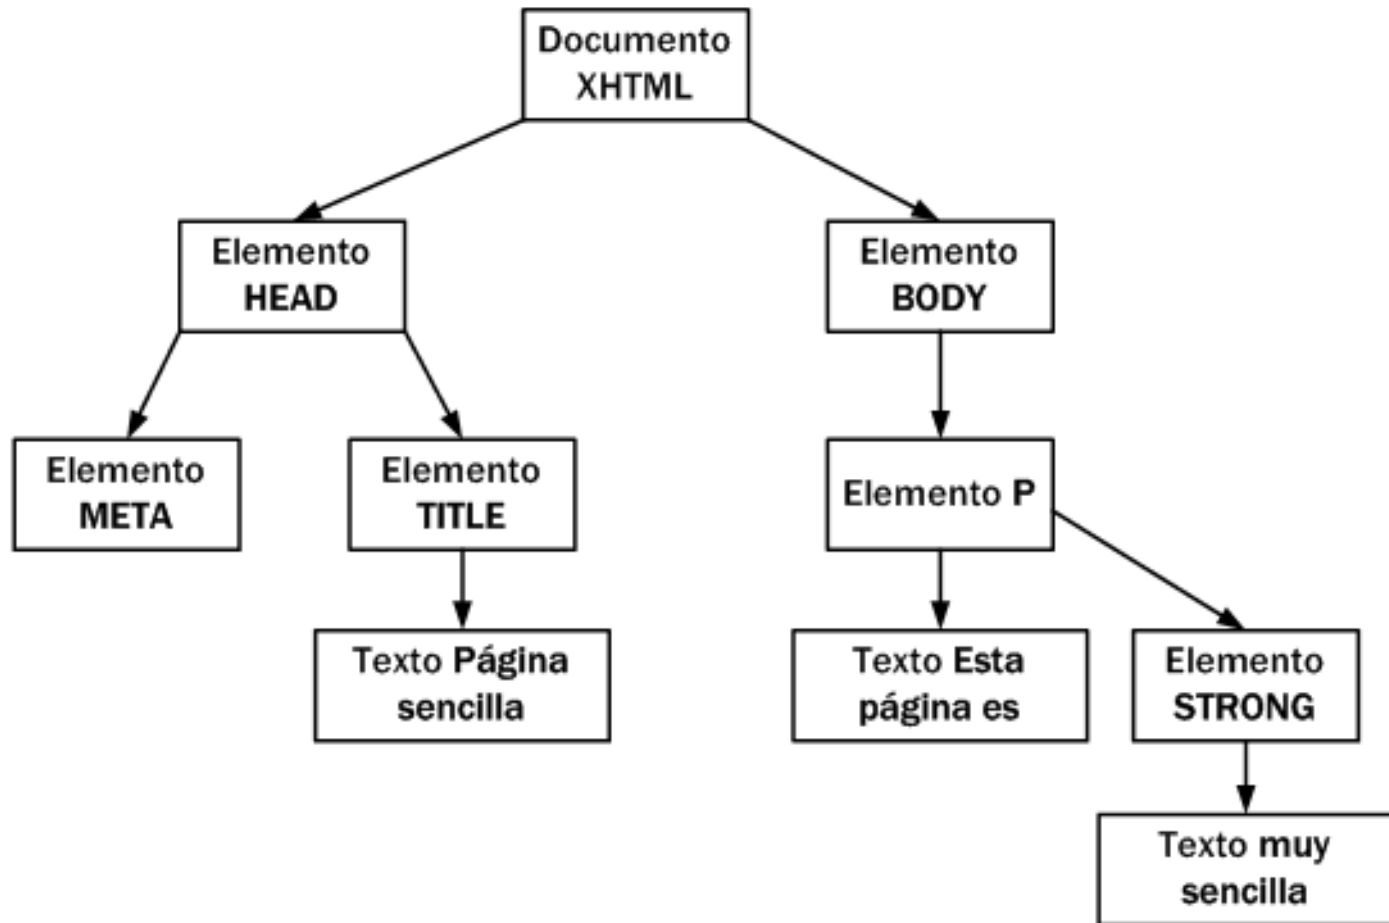 Documento
XHTML
Elemento
HEAD
Elemento
BODY
Elemento
META
Elemento
TITLE
Elemento P
Texto Página
sencilla
Texto Esta
página es
Elemento
STRONG
Texto muy
sencilla